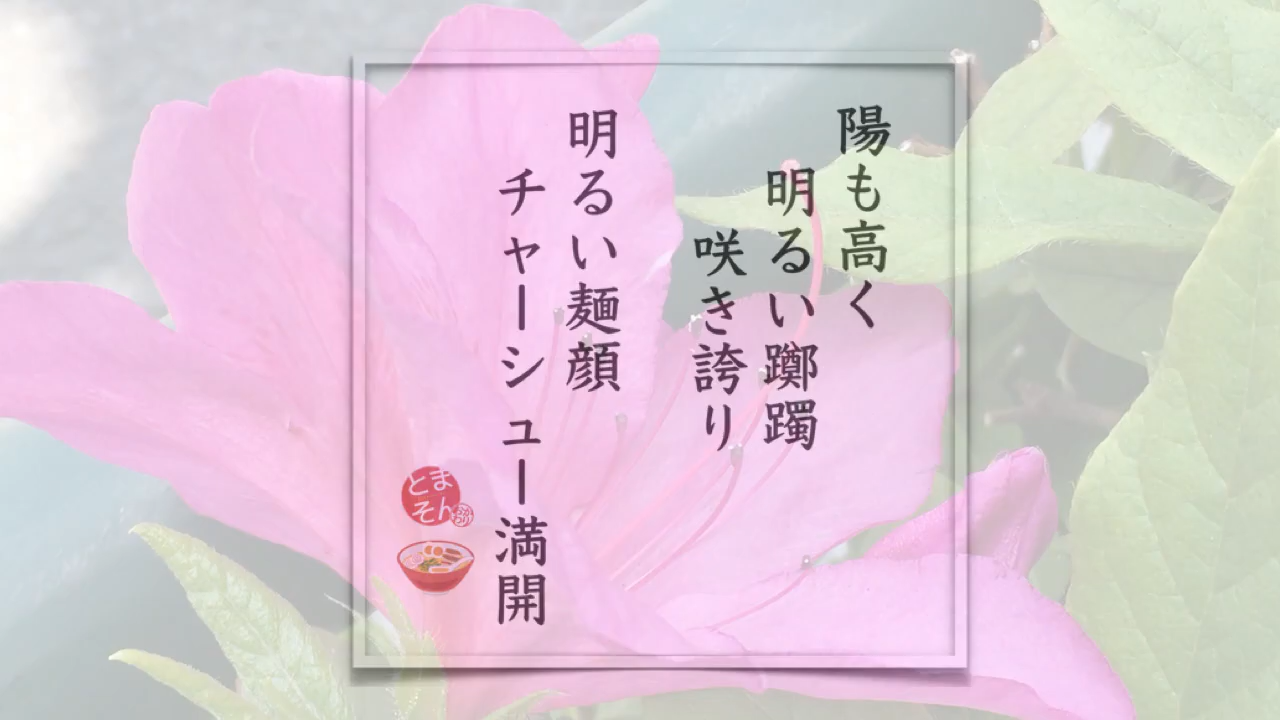 陽も高く
明るい躑躅
咲き誇り
明るい麺顔
チャーシュー満開
とま
そん